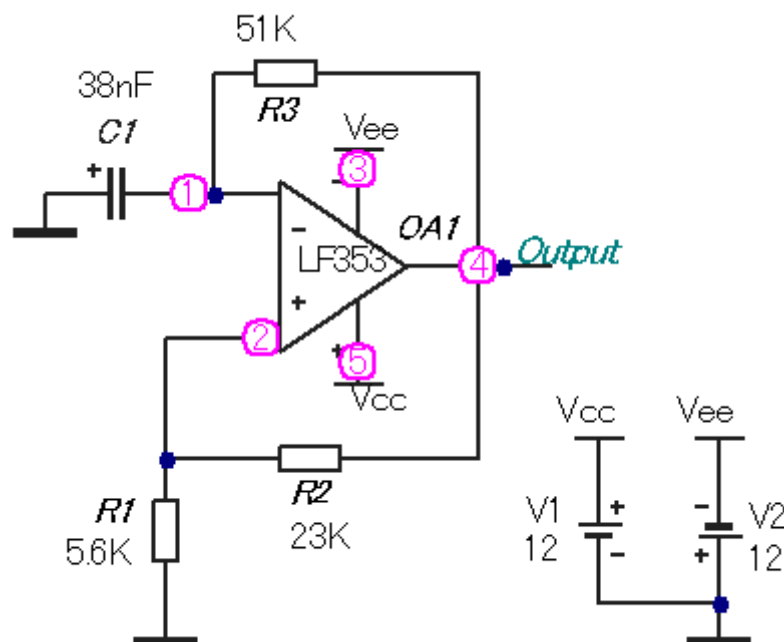 51K
R3
38nF
C1
+
1
Vee
3
-
OA1
-
LF353
+
4
Output
2
+
5
Vcc
R2
23K
R1
5.6K
Vcc
Vee
V1
12
+
-
-
+
V2
12